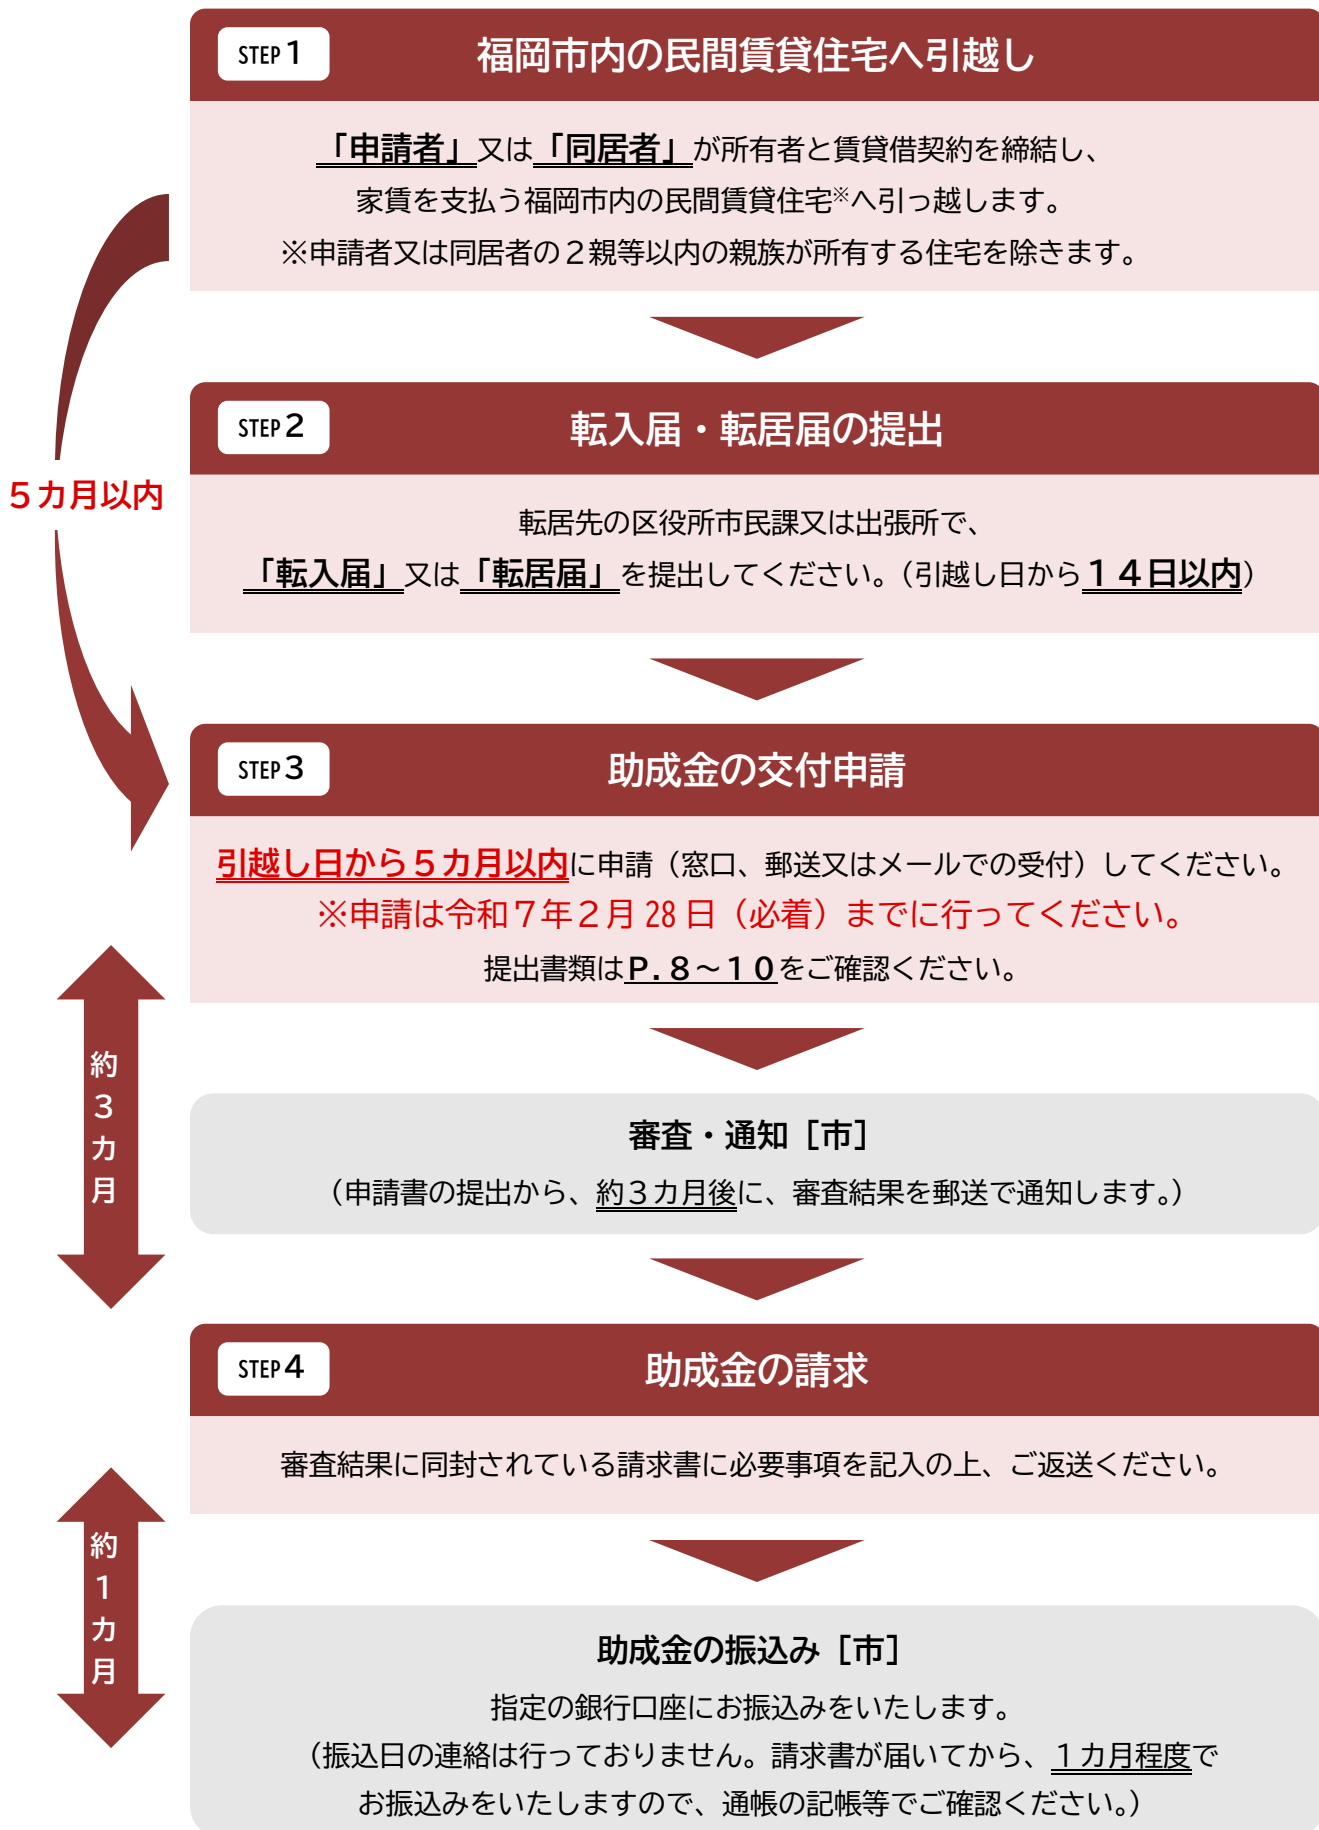 STEP1
福岡市内の民間賃貸住宅へ引越し
「申請者」又は「同居者」が所有者と賃貸借契約を締結し、
家賃を支払う福岡市内の民間賃貸住宅※へ引っ越します。
※申請者又は同居者の２親等以内の親族が所有する住宅を除きます。
STEP2
転入届・転居届の提出
転居先の区役所市民課又は出張所で、
「転入届」又は「転居届」を提出してください。（引越し日から１４日以内）
５カ月以内
STEP3
助成金の交付申請
引越し日から５カ月以内に申請（窓口、郵送又はメールでの受付）してください。
※申請は令和７年２月28日（必着）までに行ってください。
提出書類はP.８～１０をご確認ください。
約３カ月
審査・通知［市］
（申請書の提出から、約３カ月後に、審査結果を郵送で通知します。）
STEP4
助成金の請求
審査結果に同封されている請求書に必要事項を記入の上、ご返送ください。
約１カ月
助成金の振込み［市］
指定の銀行口座にお振込みをいたします。
（振込日の連絡は行っておりません。請求書が届いてから、１カ月程度で
お振込みをいたしますので、通帳の記帳等でご確認ください。）